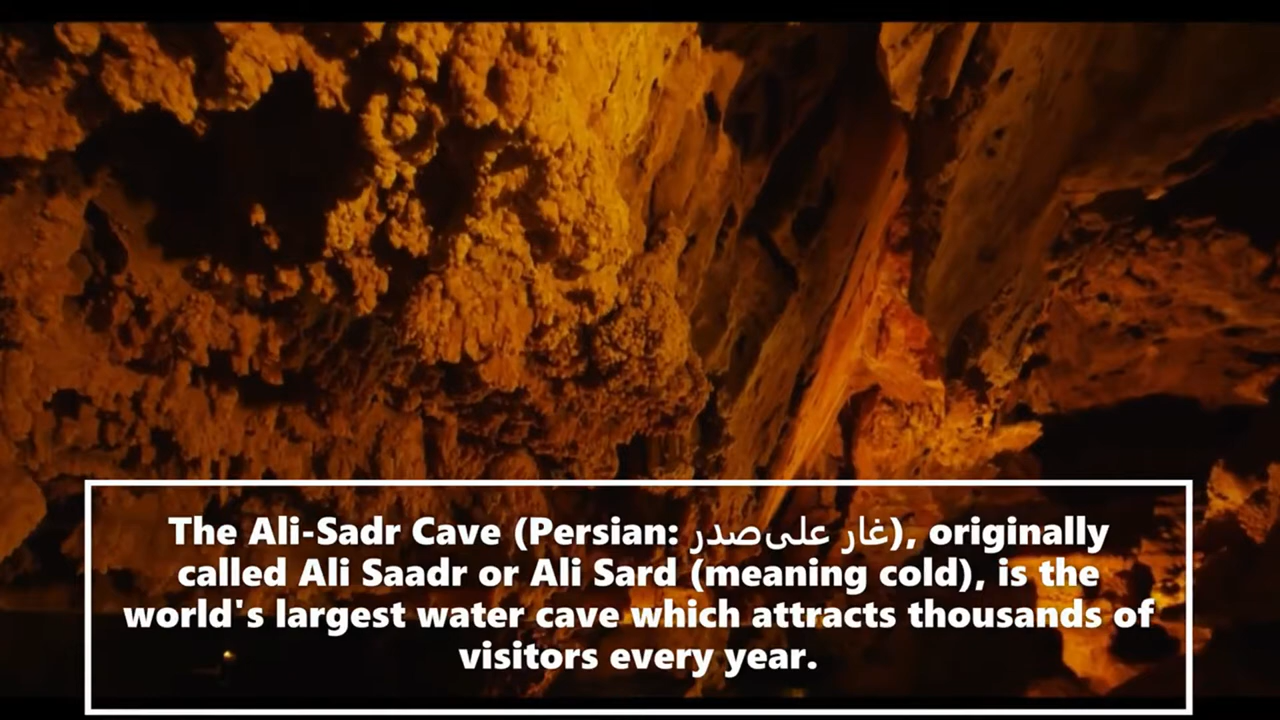 The Ali-Sadr Cave (Persian: غار علی‌صدر), originally
called Ali Saadr or Ali Sard (meaning cold), is the
world's largest water cave which attracts thousands of
visitors every year.